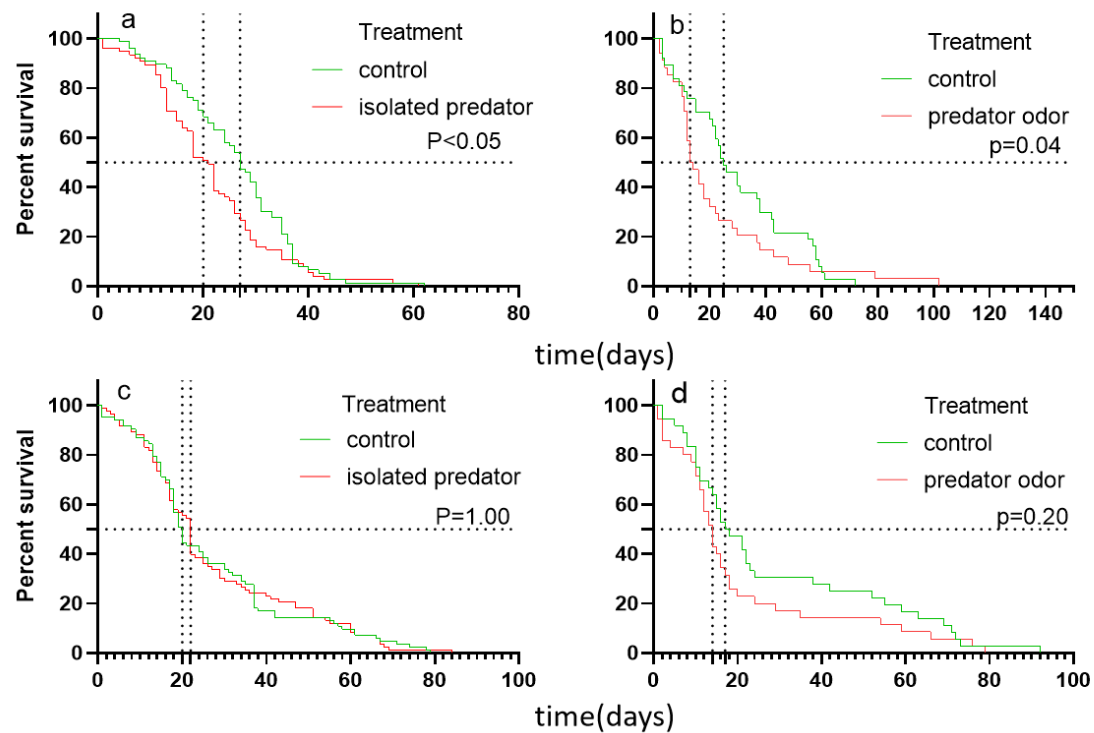 a
Treatment
control
isolated predator
P<0.05
Percent survival
100
80
60
40
20
0
0 20 40 60 80
b
Treatment
control
predator odor
p=0.04
100
80
60
40
20
0
0 20 40 60 80 100 120 140
time(days)
c
Treatment
control
isolated predator
P=1.00
Percent survival
100
80
60
40
20
0
0 20 40 60 80 100
d
Treatment
control
predator odor
p=0.20
100
80
60
40
20
0
0 20 40 60 80 100
time(days)